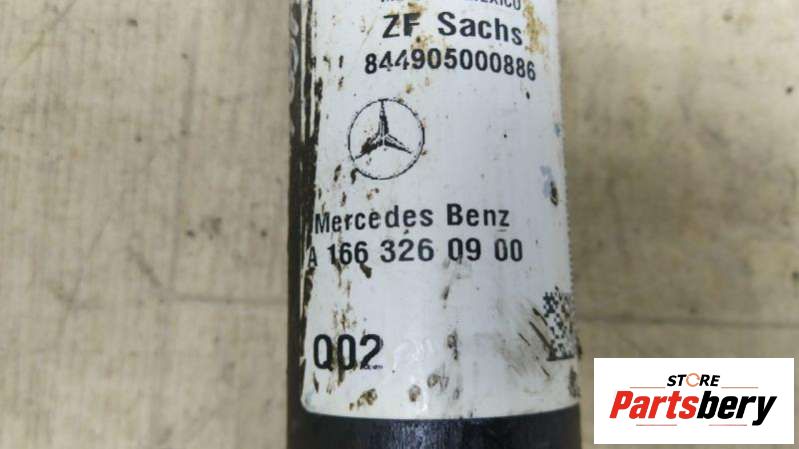 ZF Sachs
844905000886
Mercedes Benz
A 166 326 09 00
Q02
STORE
Partsbery